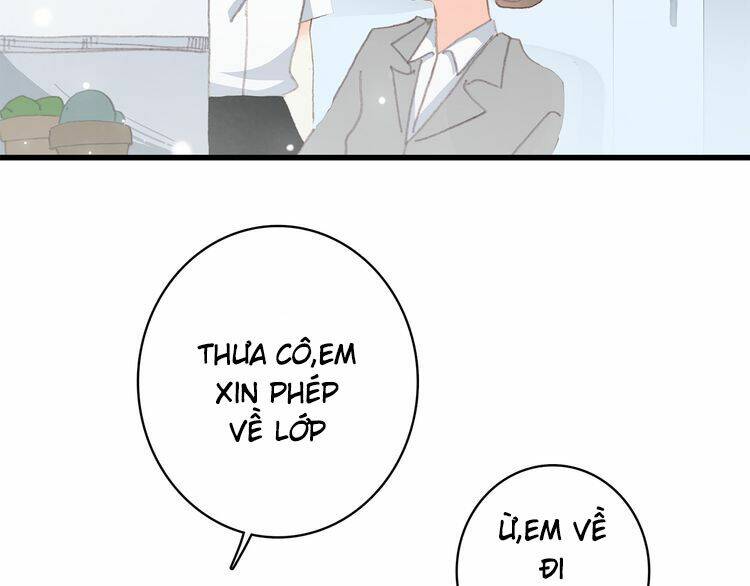 THƯA CÔ,EM
XIN PHÉP
VỀ LỚP
Ừ,EM VỀ
ĐI